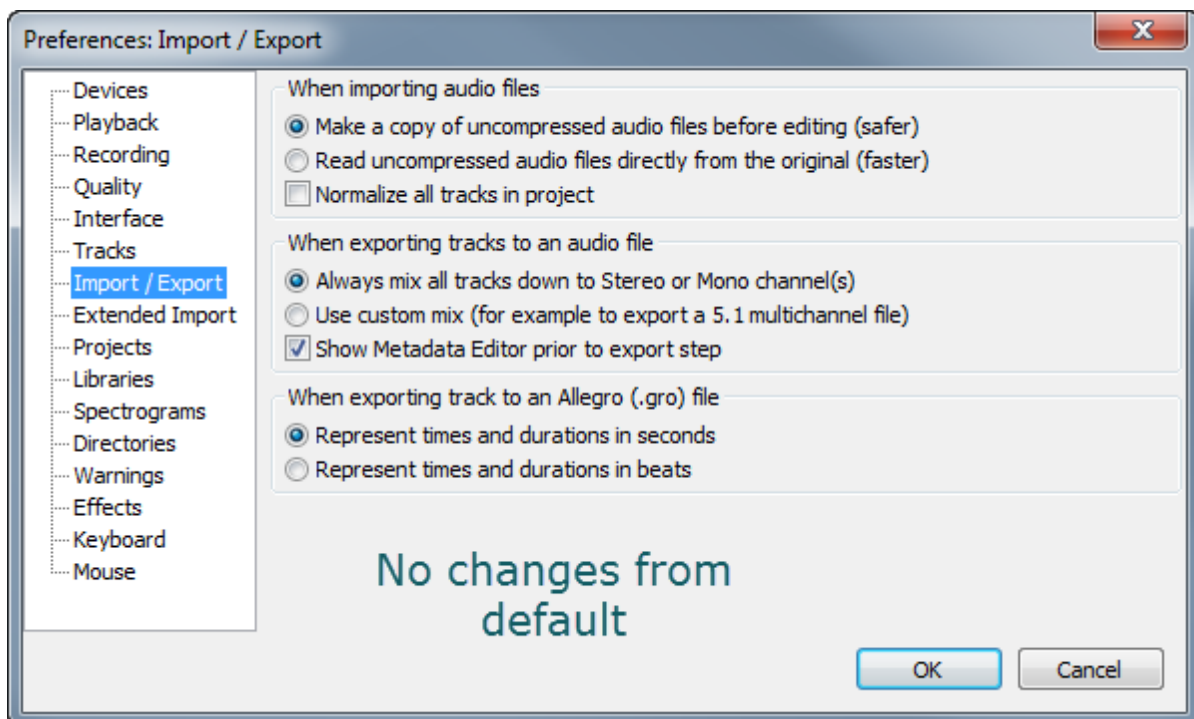 Preferences: Import / Export
Devices
Playback
Recording
Quality
Interface
Tracks
Import / Export
Extended Import
Projects
Libraries
Spectrograms
Directories
Warnings
Effects
Keyboard
Mouse
When importing audio files
Make a copy of uncompressed audio files before editing (safer)
Read uncompressed audio files directly from the original (faster)
Normalize all tracks in project
When exporting tracks to an audio file
Always mix all tracks down to Stereo or Mono channel(s)
Use custom mix (for example to export a 5.1 multichannel file)
Show Metadata Editor prior to export step
When exporting track to an Allegro (.gro) file
Represent times and durations in seconds
Represent times and durations in beats
No changes from
default
OK
Cancel